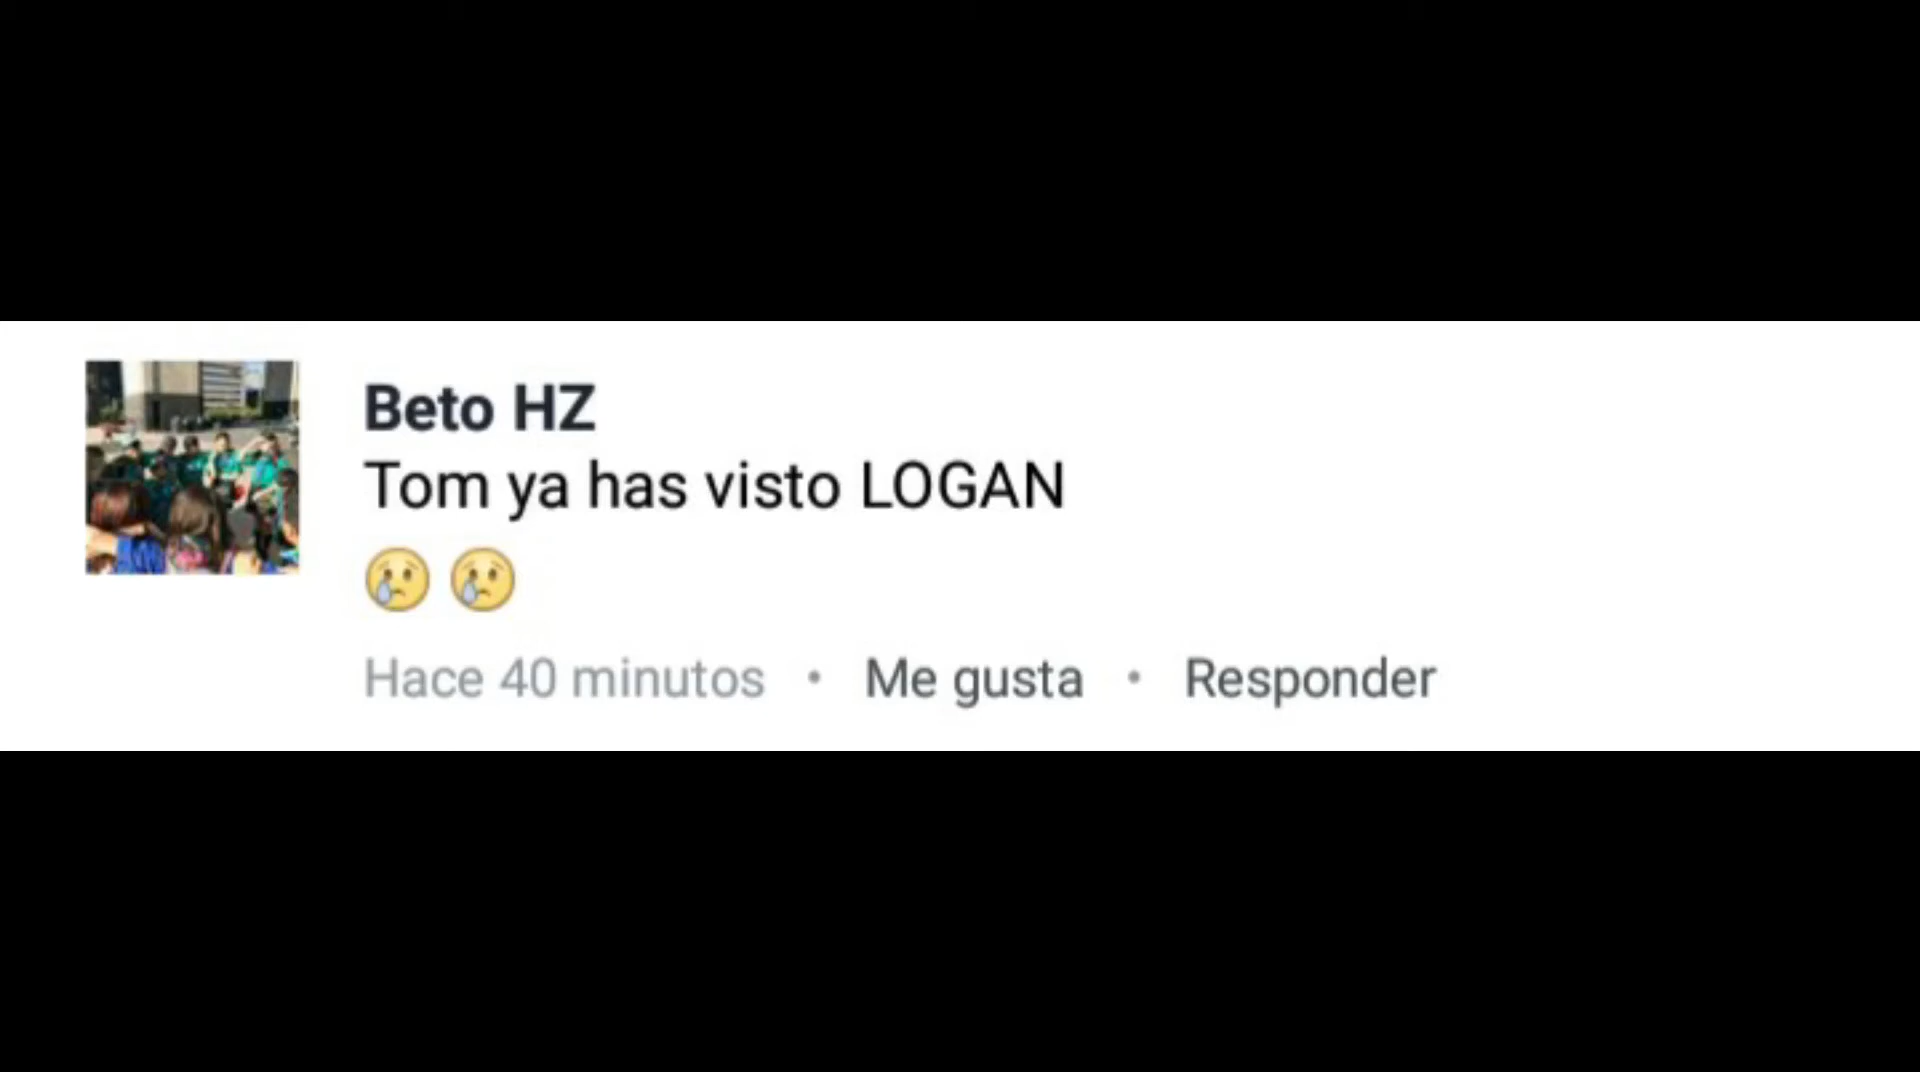 Beto HZ
Tom ya has visto LOGAN
😢 😢
Hace 40 minutos • Me gusta • Responder